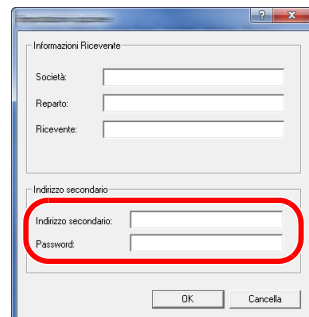 Informazioni Ricevente
Società:
Reparto:
Ricevente:
Indirizzo secondario
Indirizzo secondario:
Password:
OK Cancella